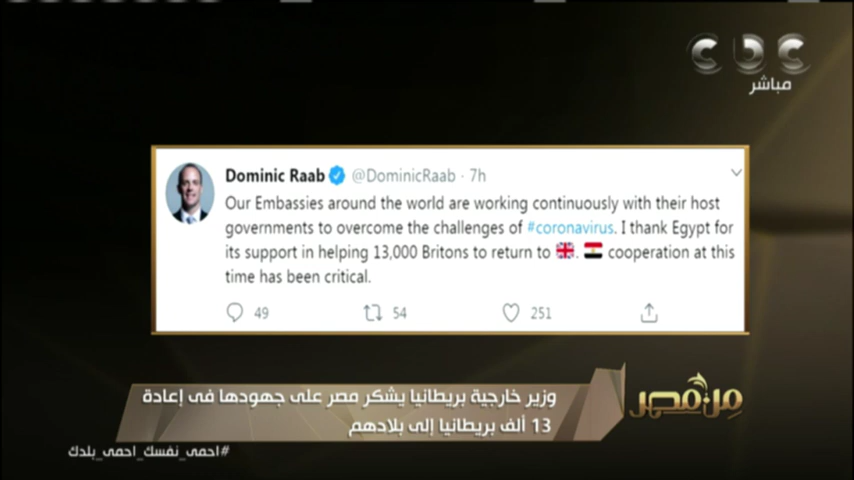 cbc
مباشر
Dominic Raab @DominicRaab · 7h
Our Embassies around the world are working continuously with their host
governments to overcome the challenges of #coronavirus. I thank Egypt for
its support in helping 13,000 Britons to return to 🇬🇧. 🇪🇬 cooperation at this
time has been critical.
49 54 251
وزير خارجية بريطانيا يشكر مصر على جهودها فى إعادة
13 ألف بريطانيا إلى بلادهم
من مصر
#احمى_نفسك_احمى_بلدك